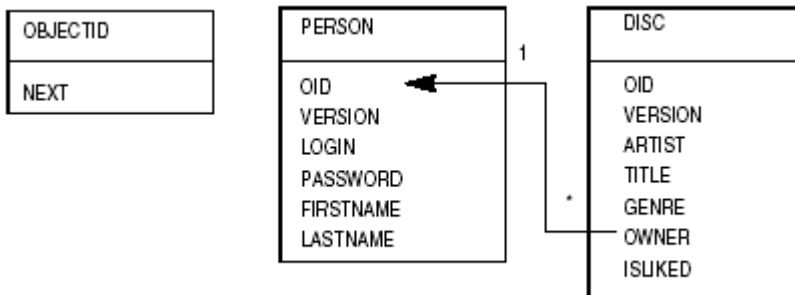 OBJECTID
NEXT
PERSON
OID
VERSION
LOGIN
PASSWORD
FIRSTNAME
LASTNAME
1
*
DISC
OID
VERSION
ARTIST
TITLE
GENRE
OWNER
ISLIKED